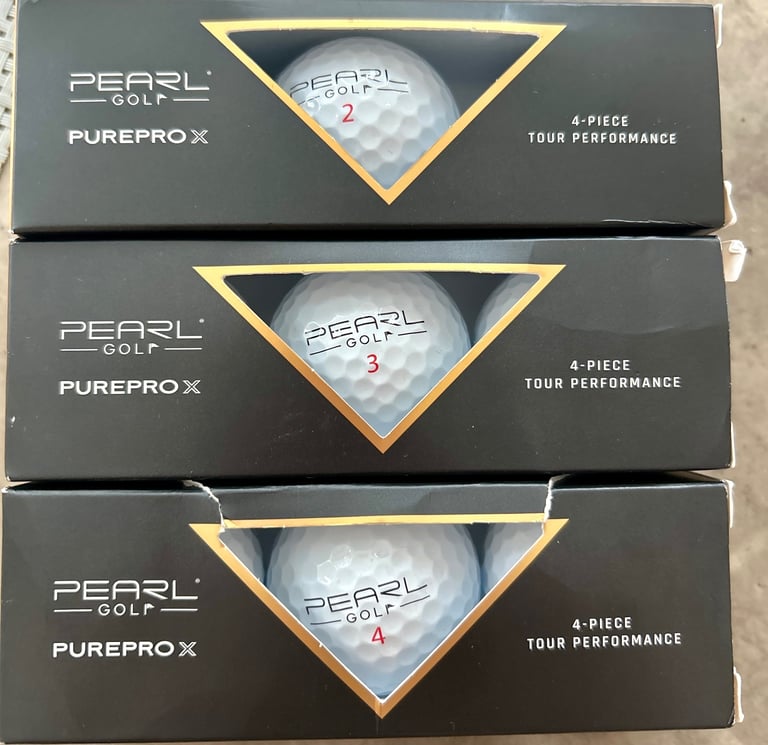 PEARL
GOLF
PUREPRO X
PEARL
GOLF
2
4-PIECE
TOUR PERFORMANCE
PEARL
GOLF
PUREPRO X
PEARL
GOLF
3
4-PIECE
TOUR PERFORMANCE
PEARL
GOLF
PUREPRO X
PEARL
GOLF
4
4-PIECE
TOUR PERFORMANCE